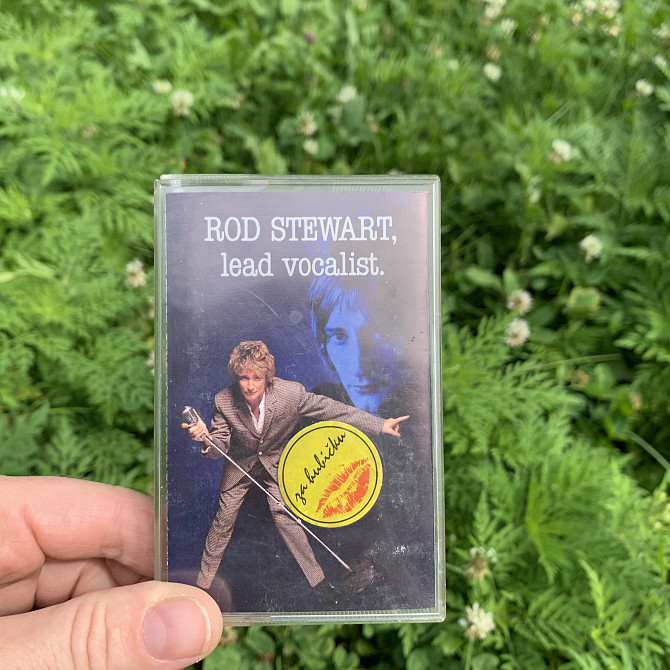 ROD STEWART,
lead vocalist.
za hubičku